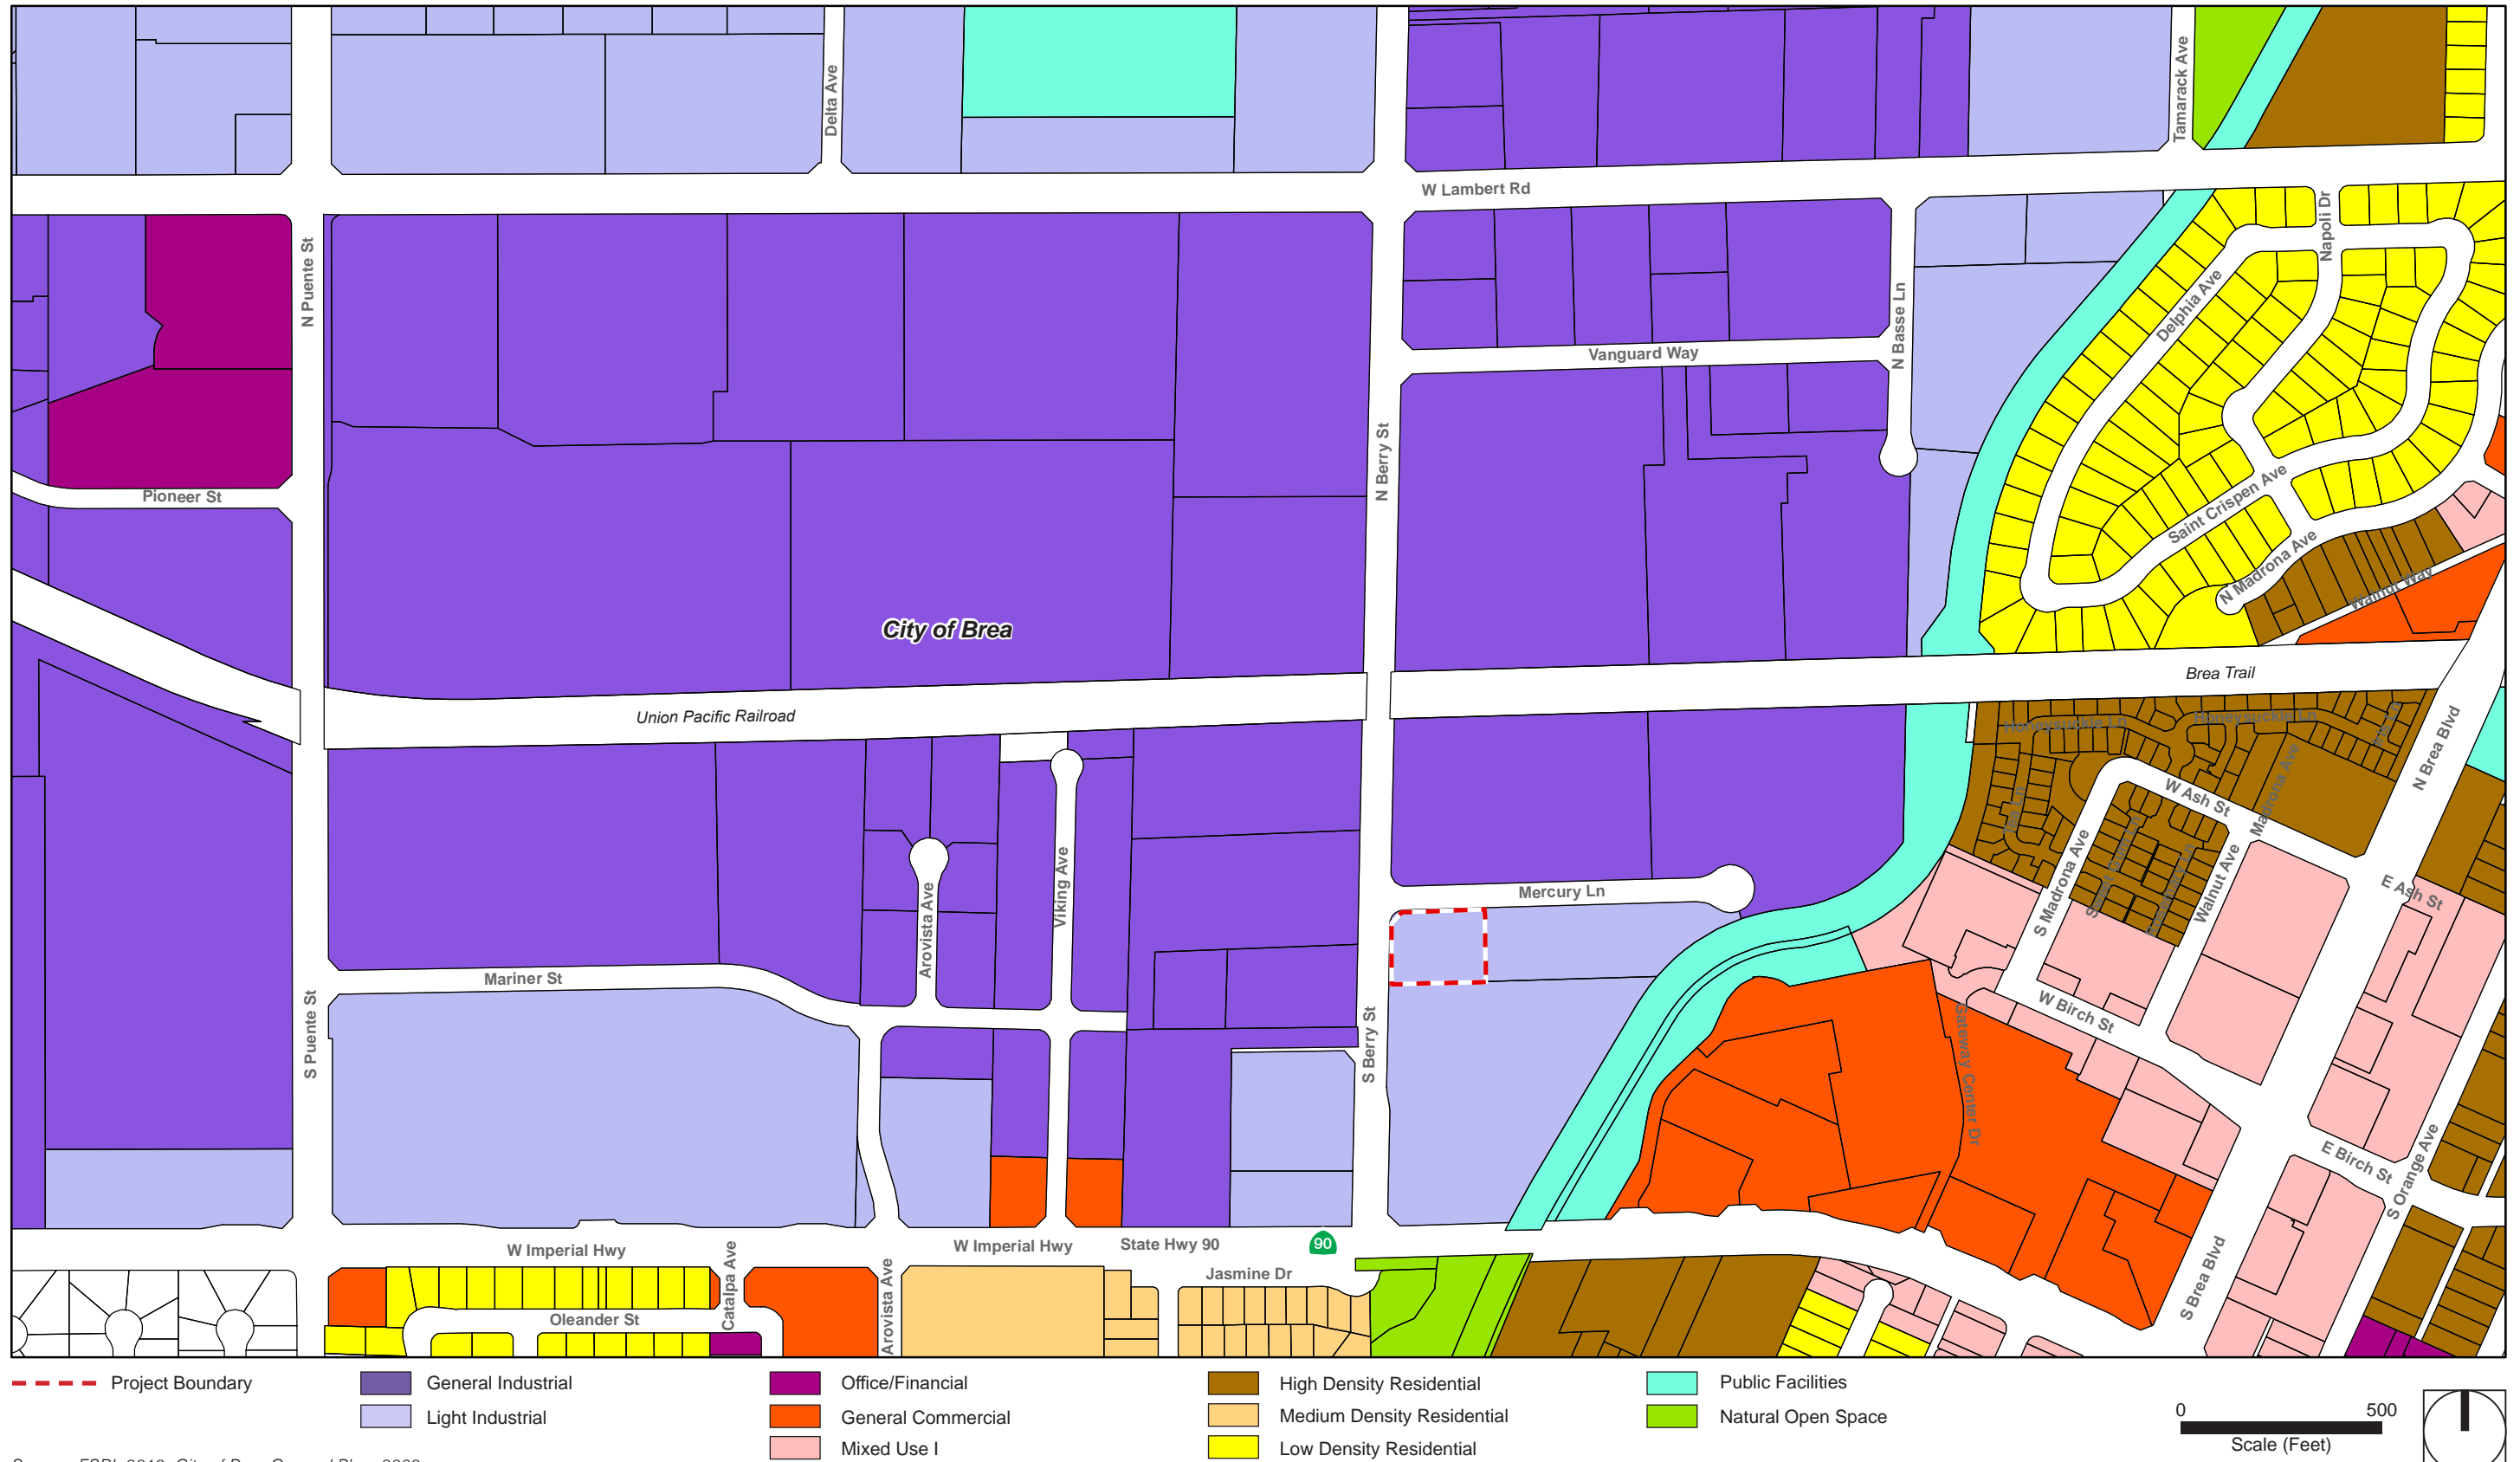 Delta Ave
Tamarack Ave
W Lambert Rd
N Puente St
Napoli Dr
Delphia Ave
N Basse Ln
Vanguard Way
N Berry St
Pioneer St
Saint Crispen Ave
N Madrona Ave
Walnut Way
City of Brea
Brea Trail
Union Pacific Railroad
Honeysuckle Ln
Honeysuckle Ln
N Brea Blvd
W Ash St
Madrona Ave
S Madrona Ave
Walnut Ave
E Ash St
Viking Ave
Arovista Ave
Mercury Ln
Mariner St
S Puente St
S Berry St
W Birch St
Gateway Center Dr
E Birch St
S Orange Ave
W Imperial Hwy
W Imperial Hwy
State Hwy 90
90
Catalpa Ave
Arovista Ave
Jasmine Dr
Oleander St
S Brea Blvd
Project Boundary
General Industrial
Light Industrial
Office/Financial
General Commercial
Mixed Use I
High Density Residential
Medium Density Residential
Low Density Residential
Public Facilities
Natural Open Space
0 500
Scale (Feet)